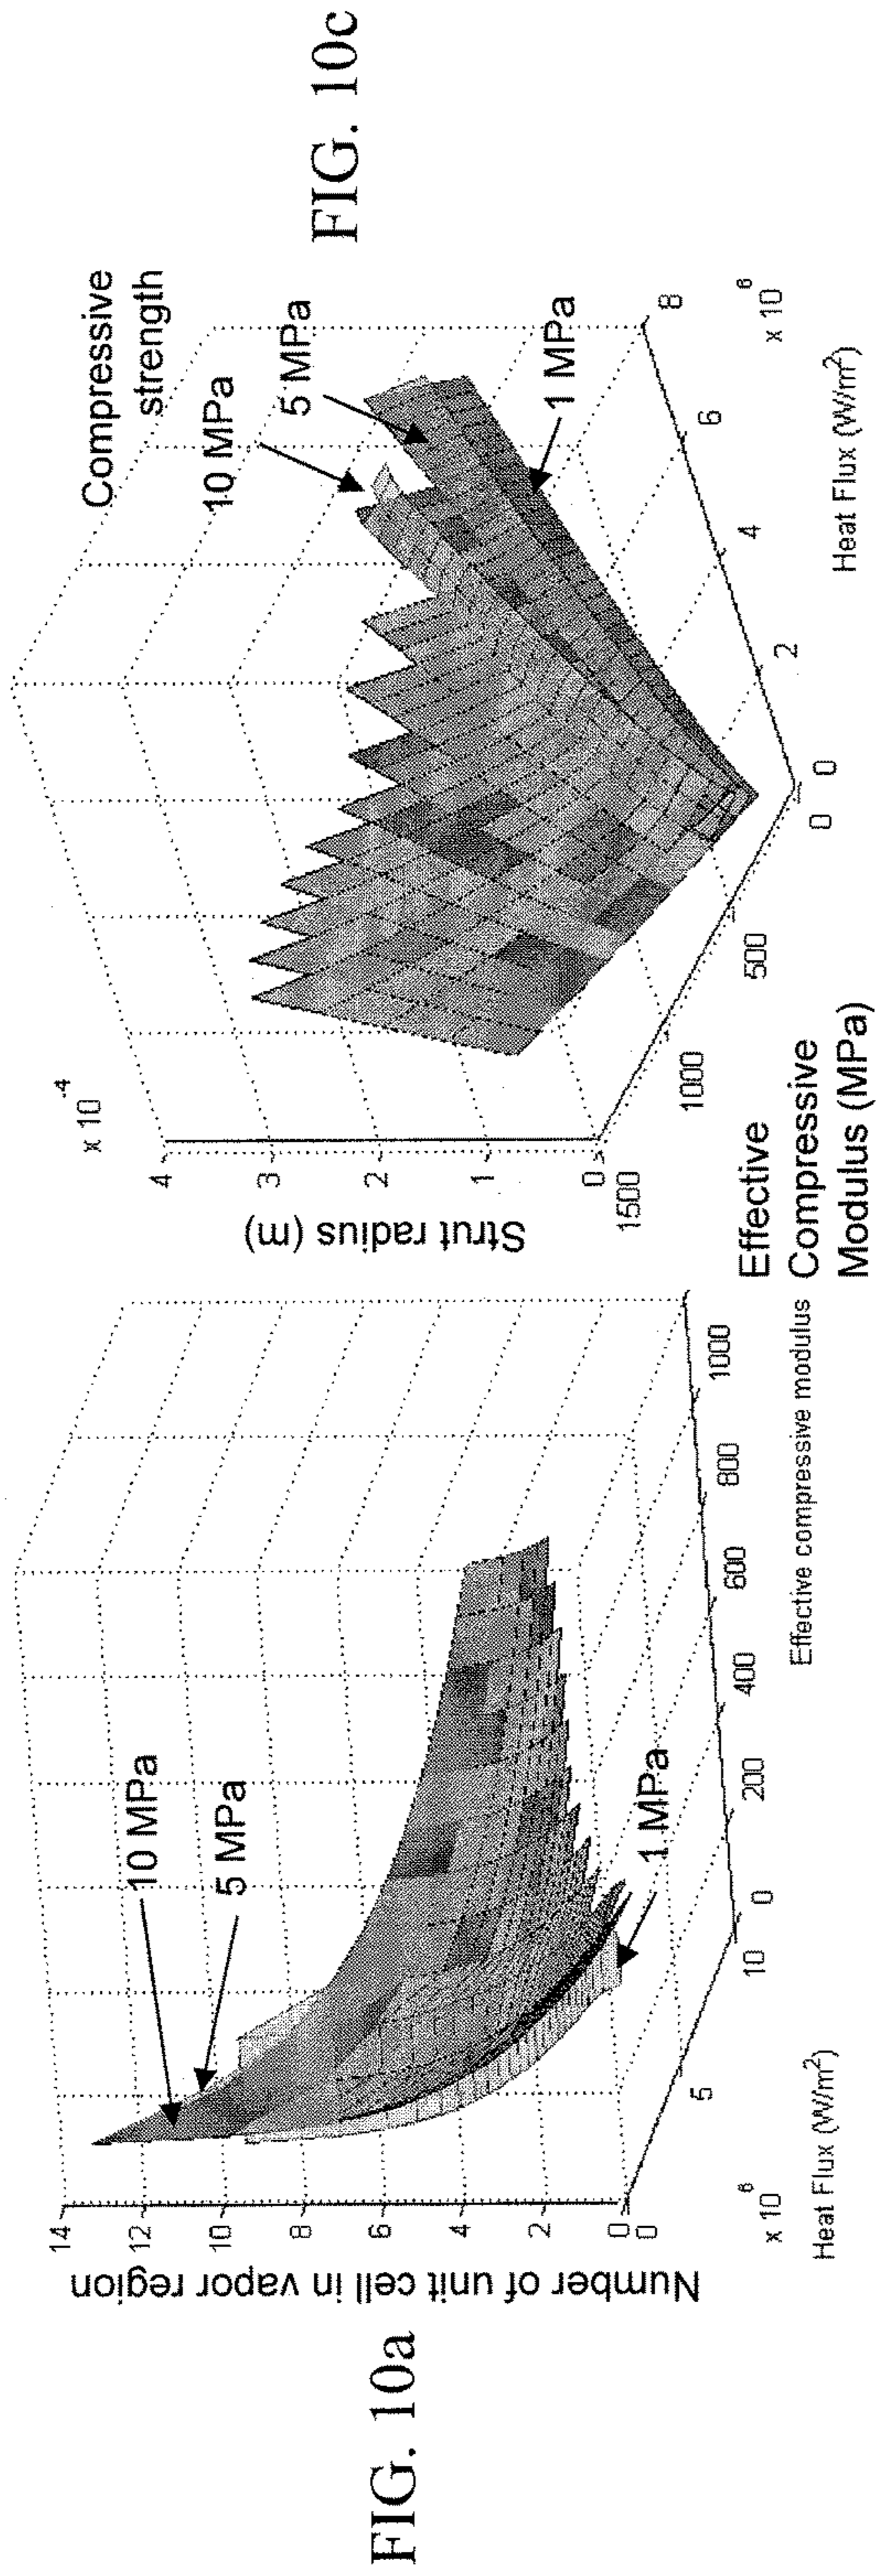 FIG. 10a
Number of unit cell in vapor region
14
12
10
8
6
4
2
0
10 MPa
5 MPa
1 MPa
0
5
10
x 10
6
Heat Flux (W/m2)
0
200
400
600
800
1000
Effective compressive modulus
FIG. 10c
Compressive
strength
10 MPa
5 MPa
1 MPa
x 10
-4
4
3
2
1
0
Strut radius (m)
1500
1000
500
0
Effective
Compressive
Modulus (MPa)
0
2
4
6
8
x 10
6
Heat Flux (W/m2)